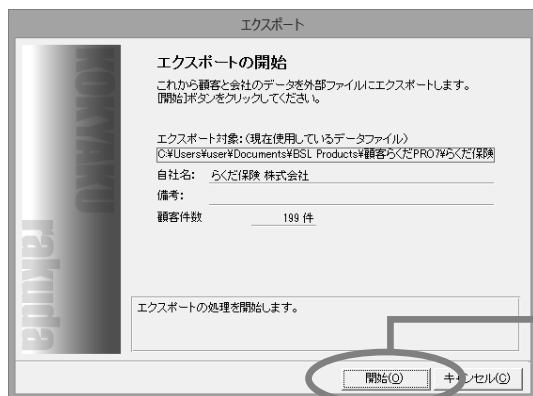 エクスポート
KOKYAKU
rakuda
エクスポートの開始
これから顧客と会社のデータを外部ファイルにエクスポートします。
[開始]ボタンをクリックしてください。
エクスポート対象:(現在使用しているデータファイル)
C:¥Users¥user¥Documents¥BSL Products¥顧客らくだPRO7¥らくだ保険
自社名: らくだ保険 株式会社
備考:
顧客件数 199 件
エクスポートの処理を開始します。
開始(O) キャンセル(C)